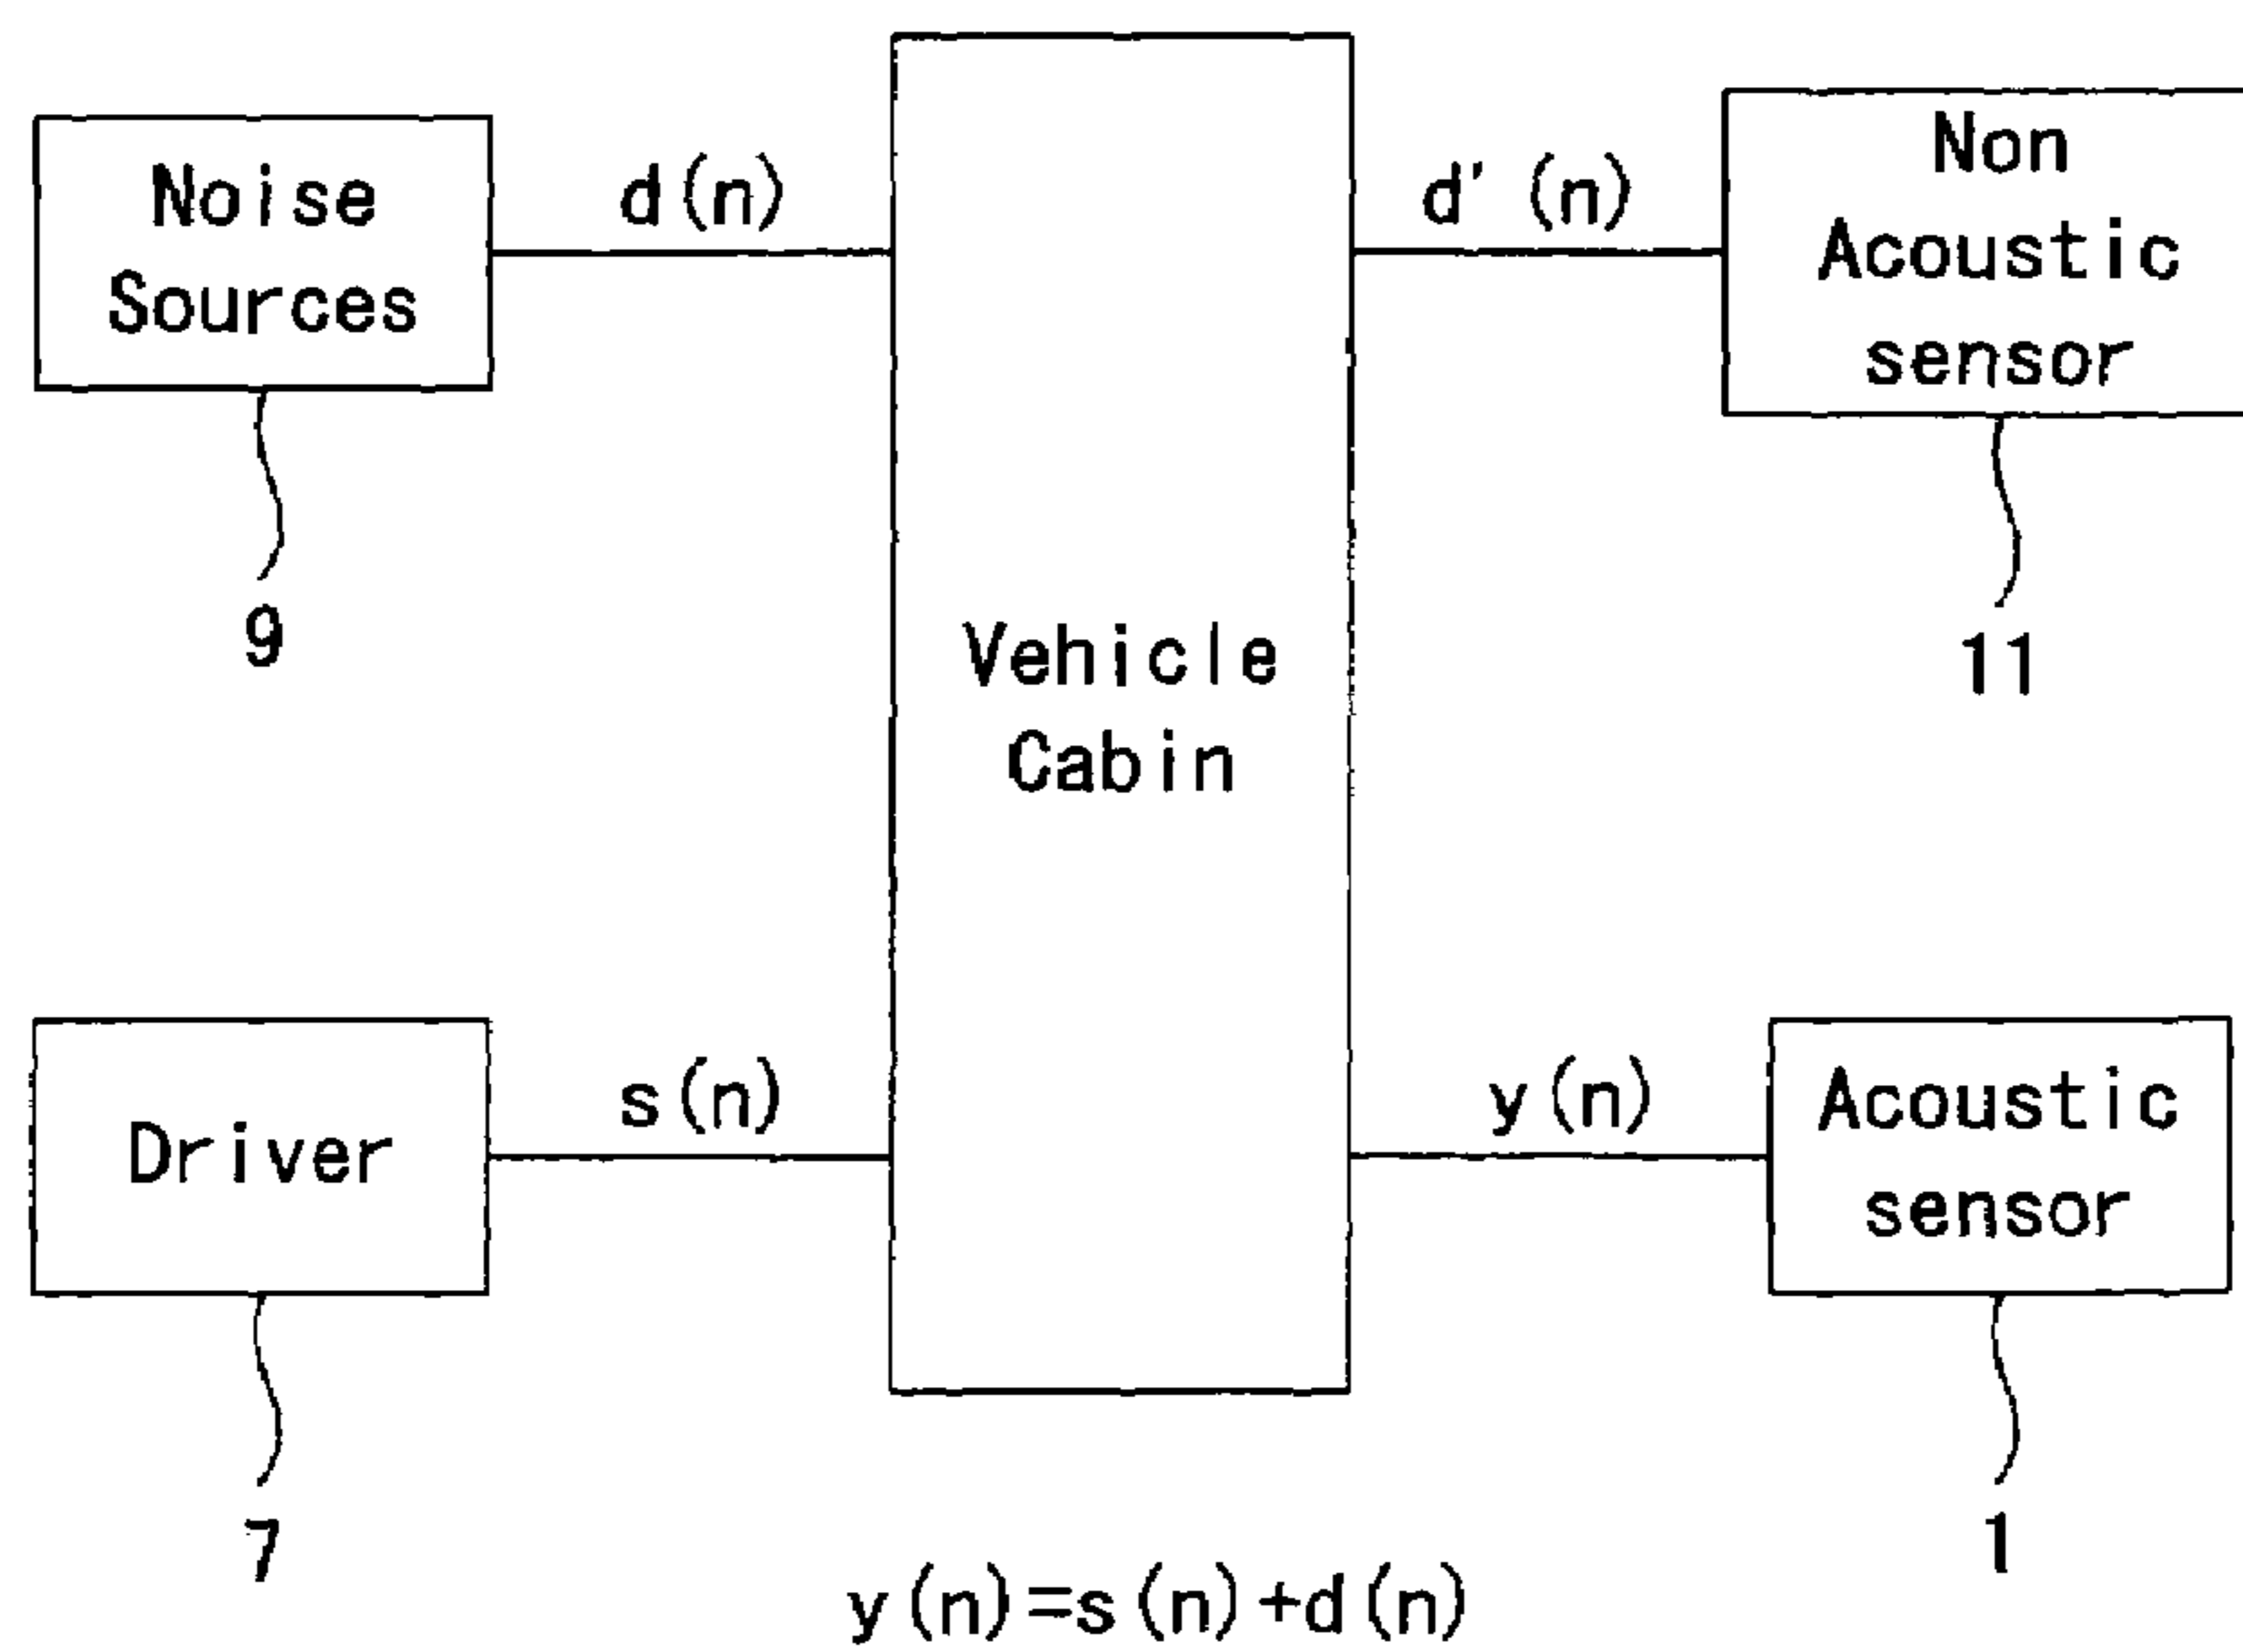 Noise
Sources
d(n)
9
Vehicle
Cabin
d'(n)
Non
Acoustic
sensor
11
Driver
s(n)
7
y(n)
Acoustic
sensor
1
y(n)=s(n)+d(n)